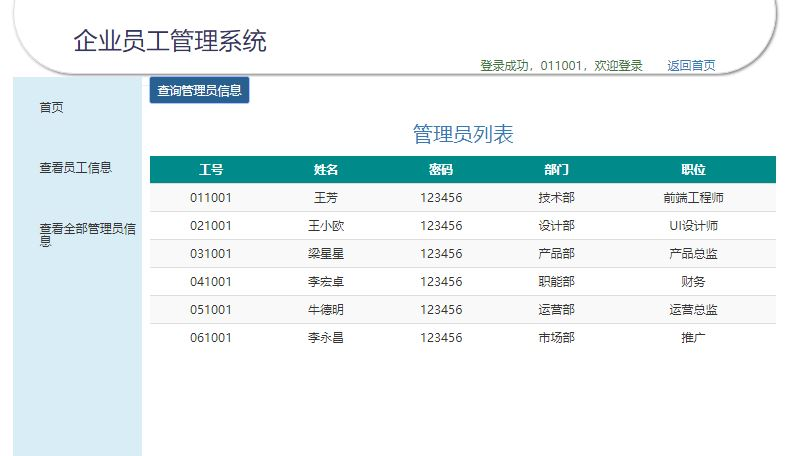 企业员工管理系统
登录成功，011001，欢迎登录 返回首页
首页
查看员工信息
查看全部管理员信
息
查询管理员信息
管理员列表
工号 姓名 密码 部门 职位
011001 王芳 123456 技术部 前端工程师
021001 王小欧 123456 设计部 UI设计师
031001 梁星星 123456 产品部 产品总监
041001 李宏卓 123456 职能部 财务
051001 牛德明 123456 运营部 运营总监
061001 李永昌 123456 市场部 推广